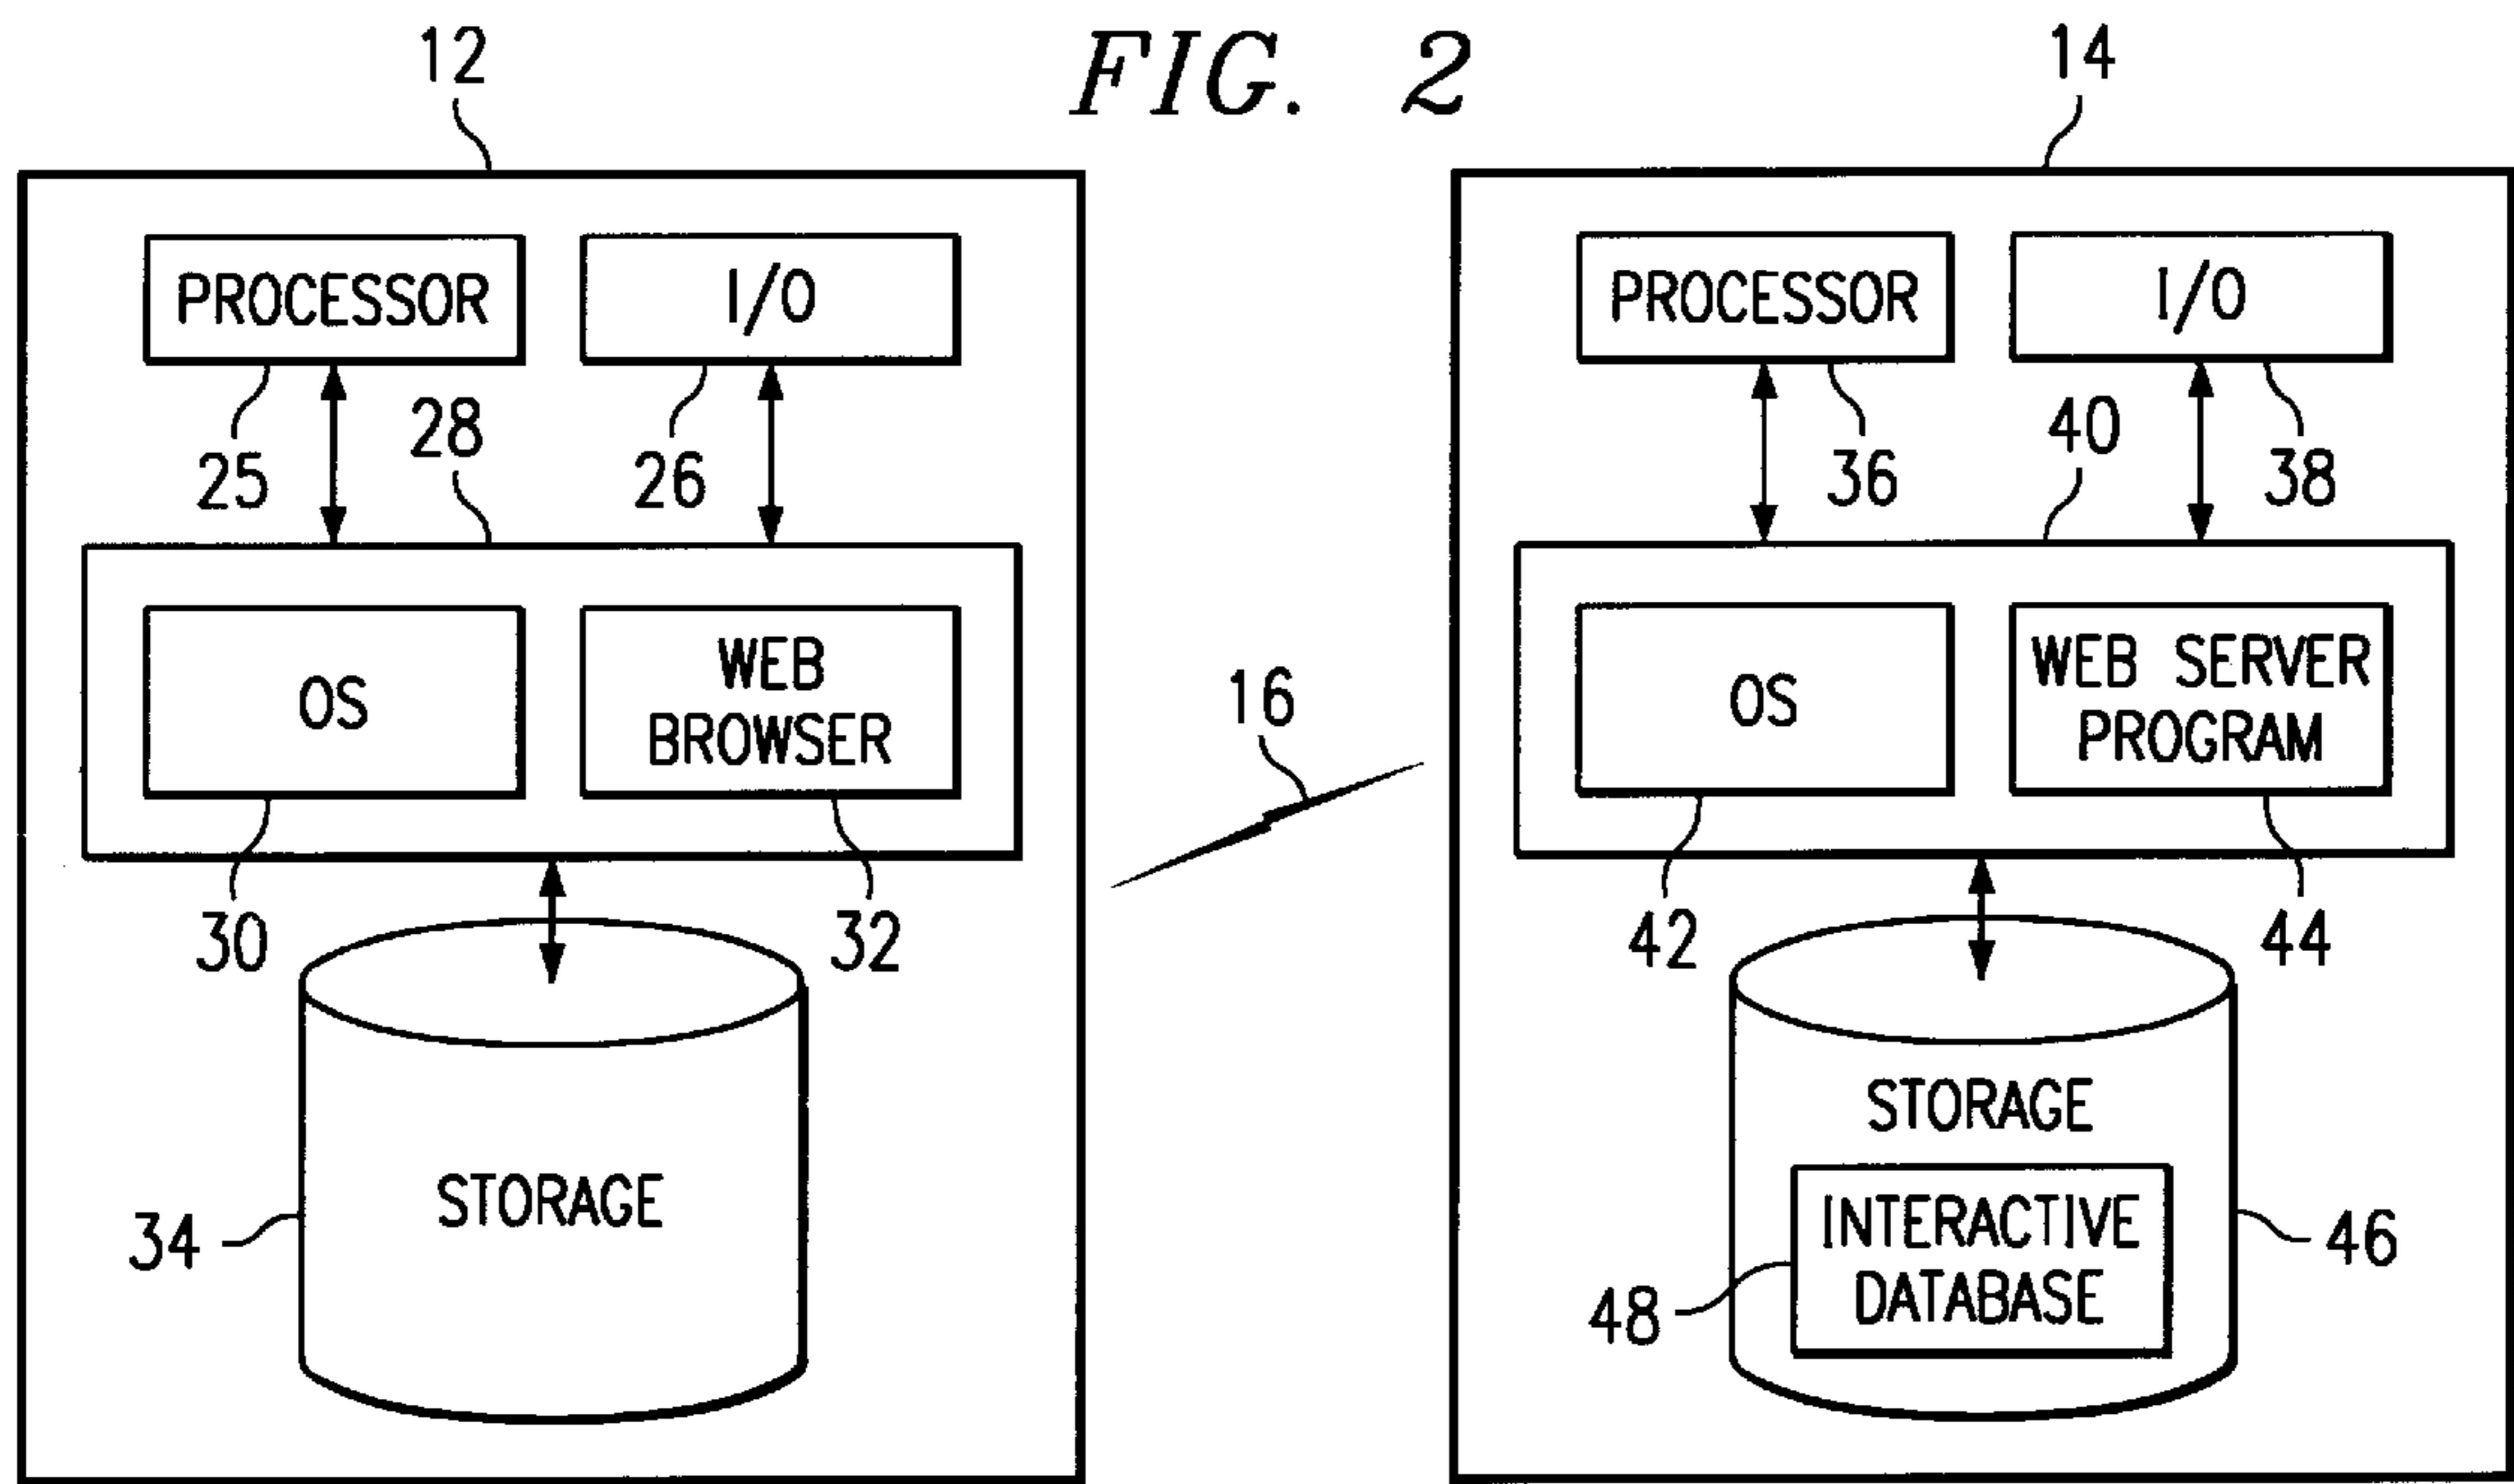 FIG. 2
12
PROCESSOR
I/O
25
28
26
OS
WEB
BROWSER
30
32
34
STORAGE
16
14
PROCESSOR
I/O
36
40
38
OS
WEB SERVER
PROGRAM
42
44
STORAGE
INTERACTIVE
DATABASE
46
48